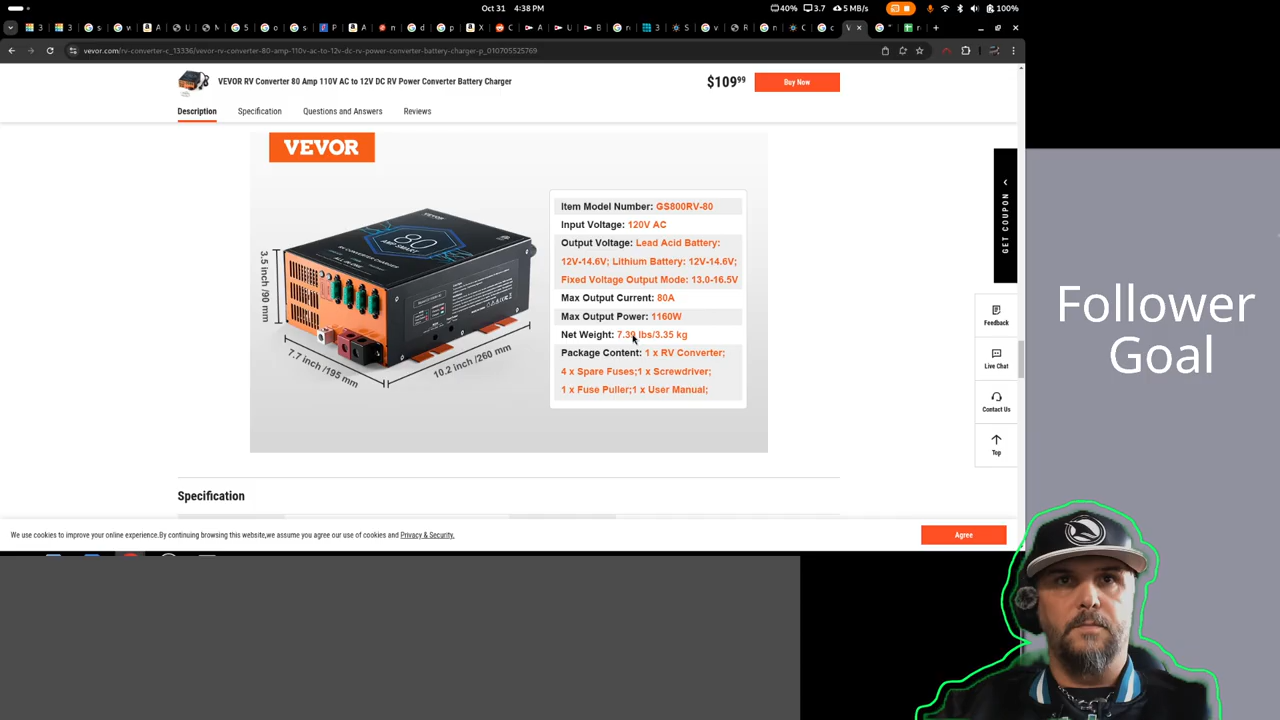 Oct 31 4:38 PM
40% 3.7 5 MB/s 100%
vevor.com/rv-converter-c_13336/vevor-rv-converter-80-amp-110v-ac-to-12v-dc-rv-power-converter-battery-charger-p_010705525769
VEVOR RV Converter 80 Amp 110V AC to 12V DC RV Power Converter Battery Charger
$109.99
Buy Now
Description Specification Questions and Answers Reviews
VEVOR
Item Model Number: GS800RV-80
Input Voltage: 120V AC
Output Voltage: Lead Acid Battery:
12V-14.6V; Lithium Battery: 12V-14.6V;
Fixed Voltage Output Mode: 13.0-16.5V
Max Output Current: 80A
Max Output Power: 1160W
Net Weight: 7.39 lbs/3.35 kg
Package Content: 1 x RV Converter;
4 x Spare Fuses;1 x Screwdriver;
1 x Fuse Puller;1 x User Manual;
VEVOR
80
3.5 inch /90 mm
7.7 inch /195 mm
10.2 inch /260 mm
GET COUPON
Feedback
Live Chat
Contact Us
Top
Specification
We use cookies to improve your online experience.By continuing browsing this website,we assume you agree our use of cookies and Privacy & Security.
Agree
Follower
Goal